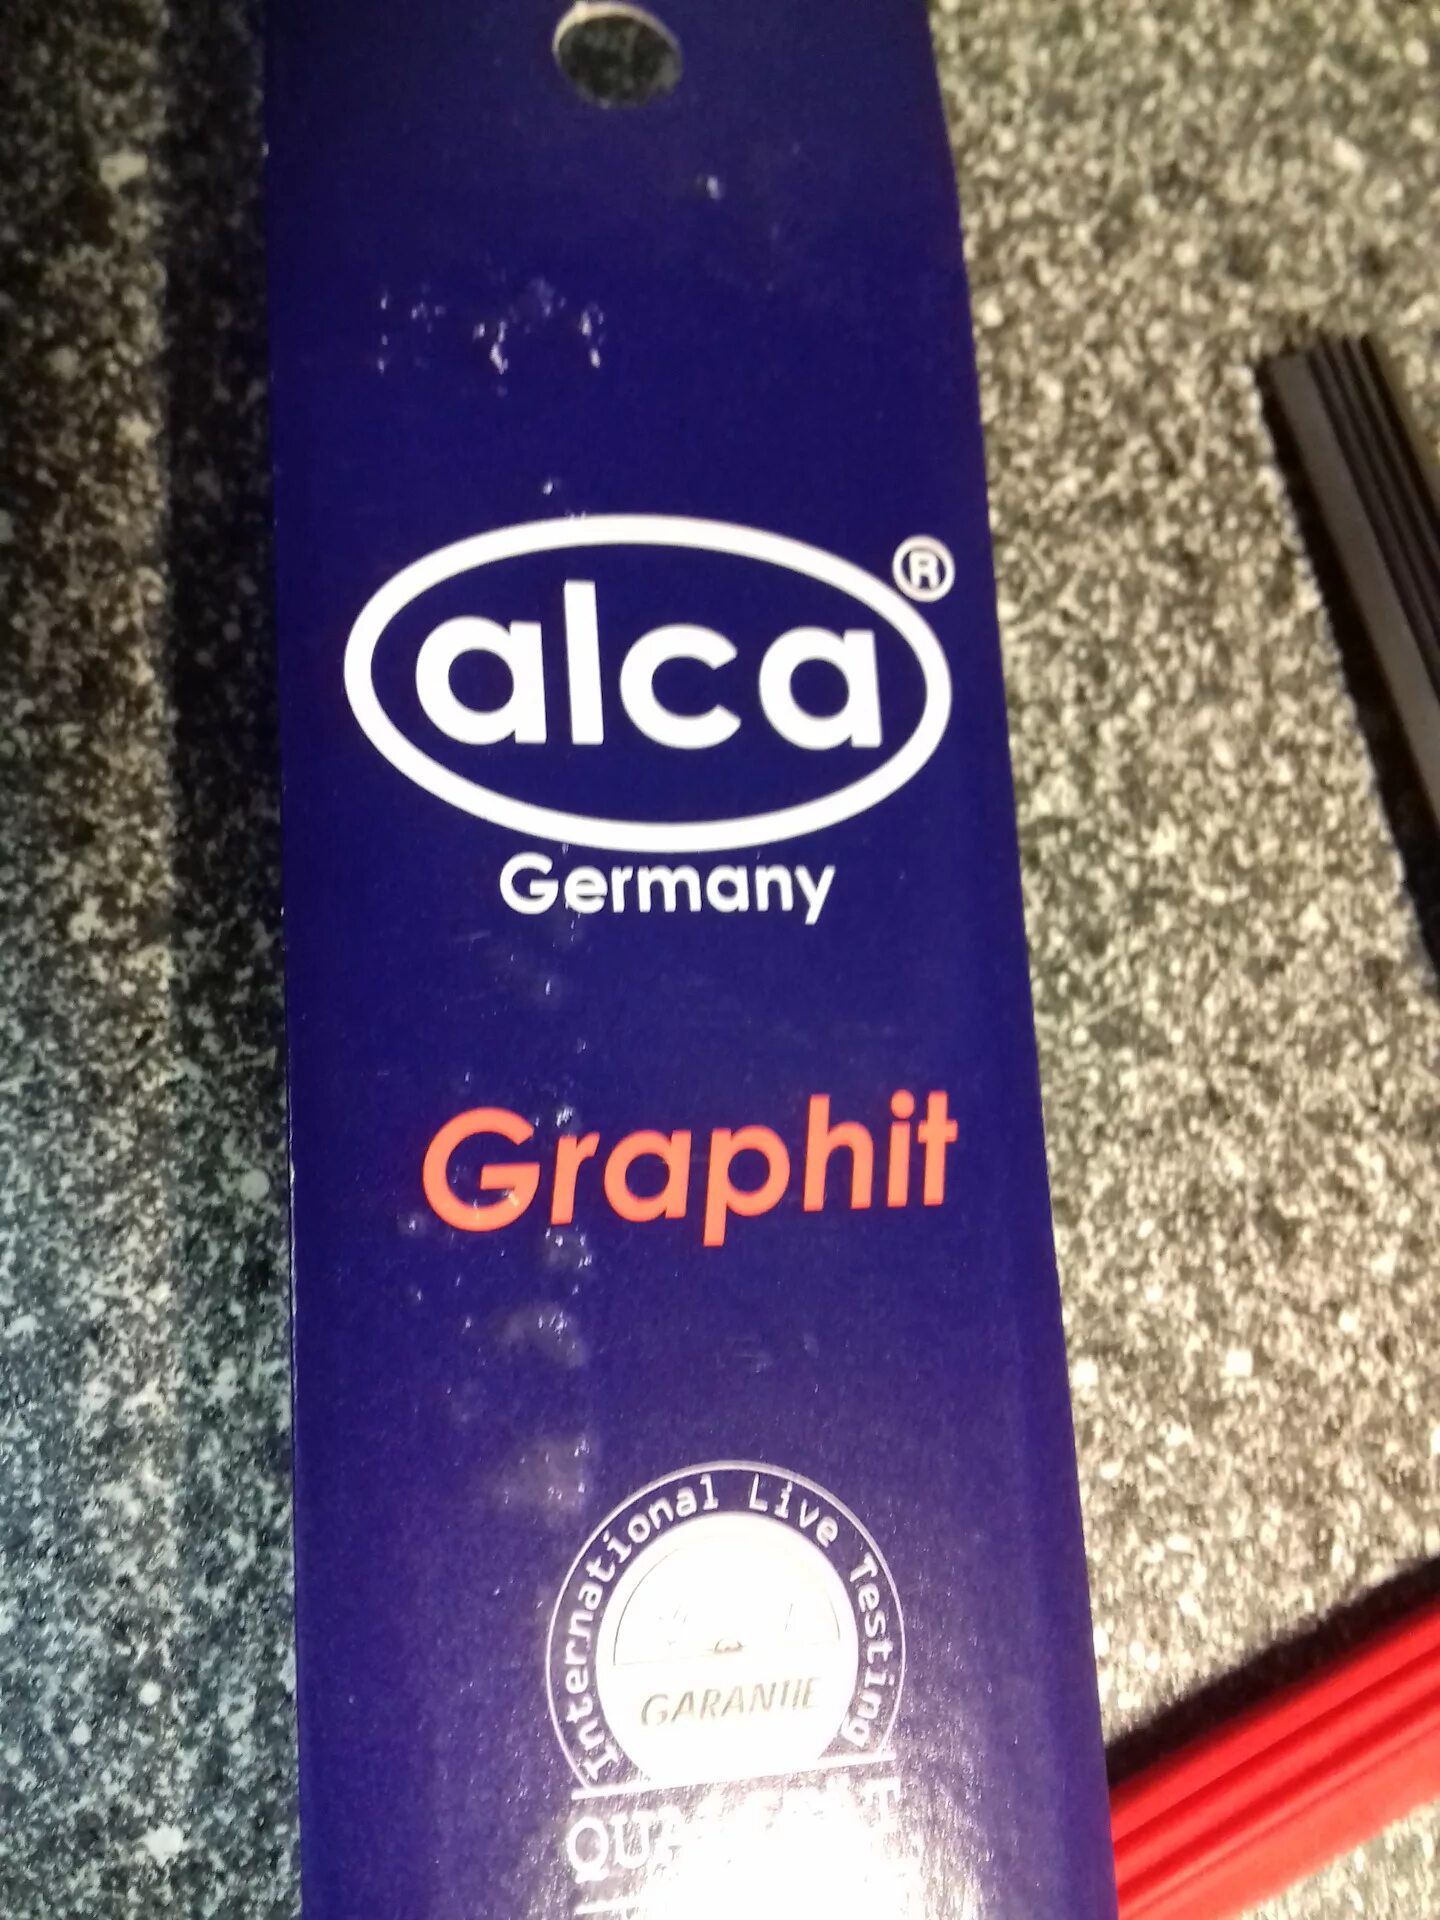 alca®
Germany
Graphit
International Live Testing
GARANTIE